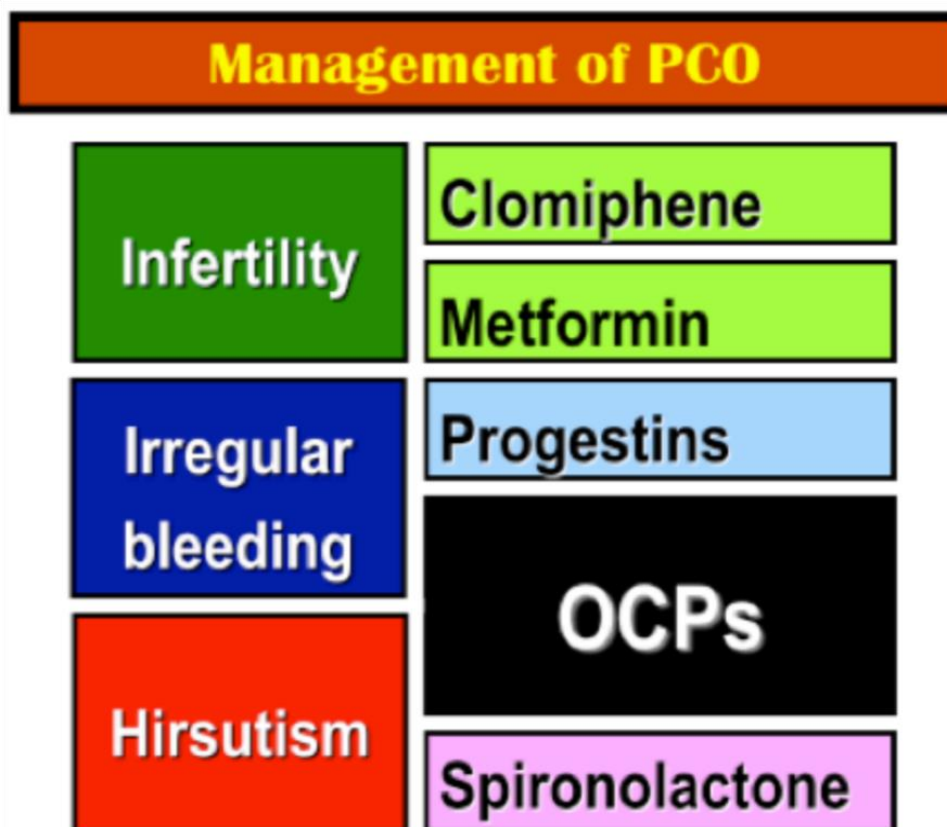 Management of PCO
Infertility
Clomiphene
Metformin
Irregular
bleeding
Progestins
OCPs
Hirsutism
Spironolactone